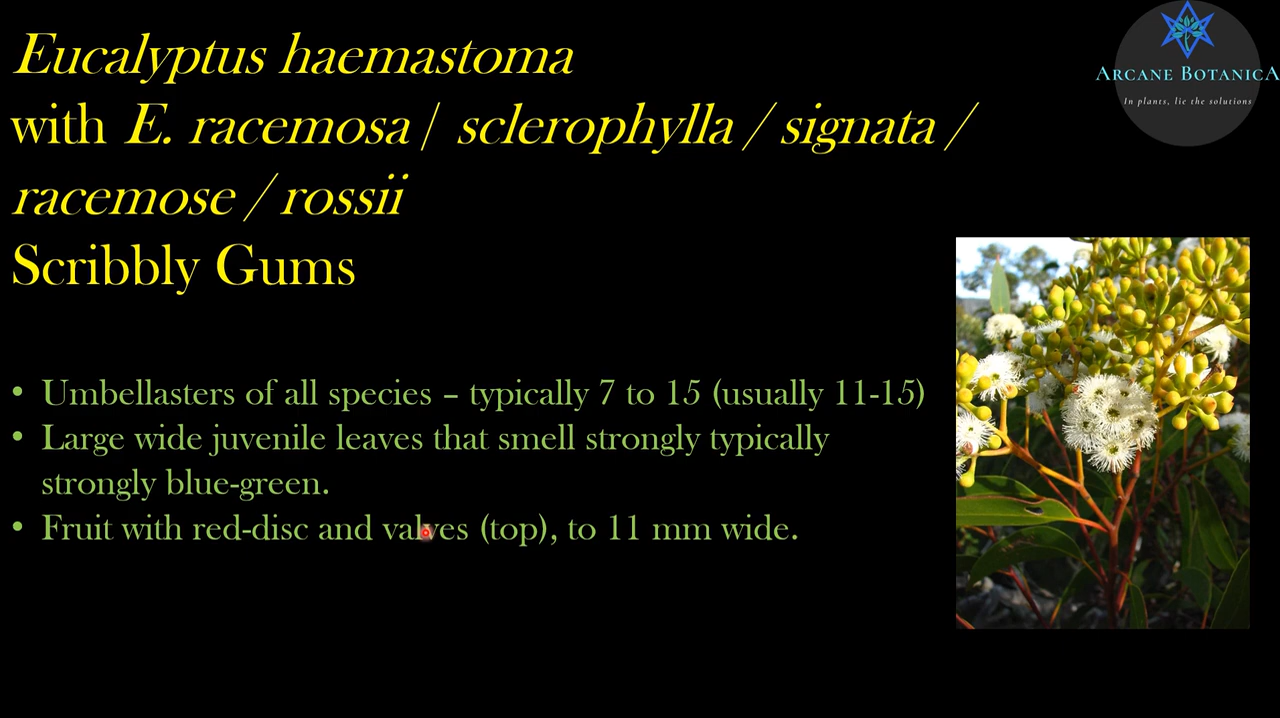 Eucalyptus haemastoma
with E. racemosa / sclerophylla / signata /
racemose / rossii
Scribbly Gums
ARCANE BOTANICA
In plants, lie the solutions
• Umbellasters of all species – typically 7 to 15 (usually 11-15)
• Large wide juvenile leaves that smell strongly typically
strongly blue-green.
• Fruit with red-disc and valves (top), to 11 mm wide.